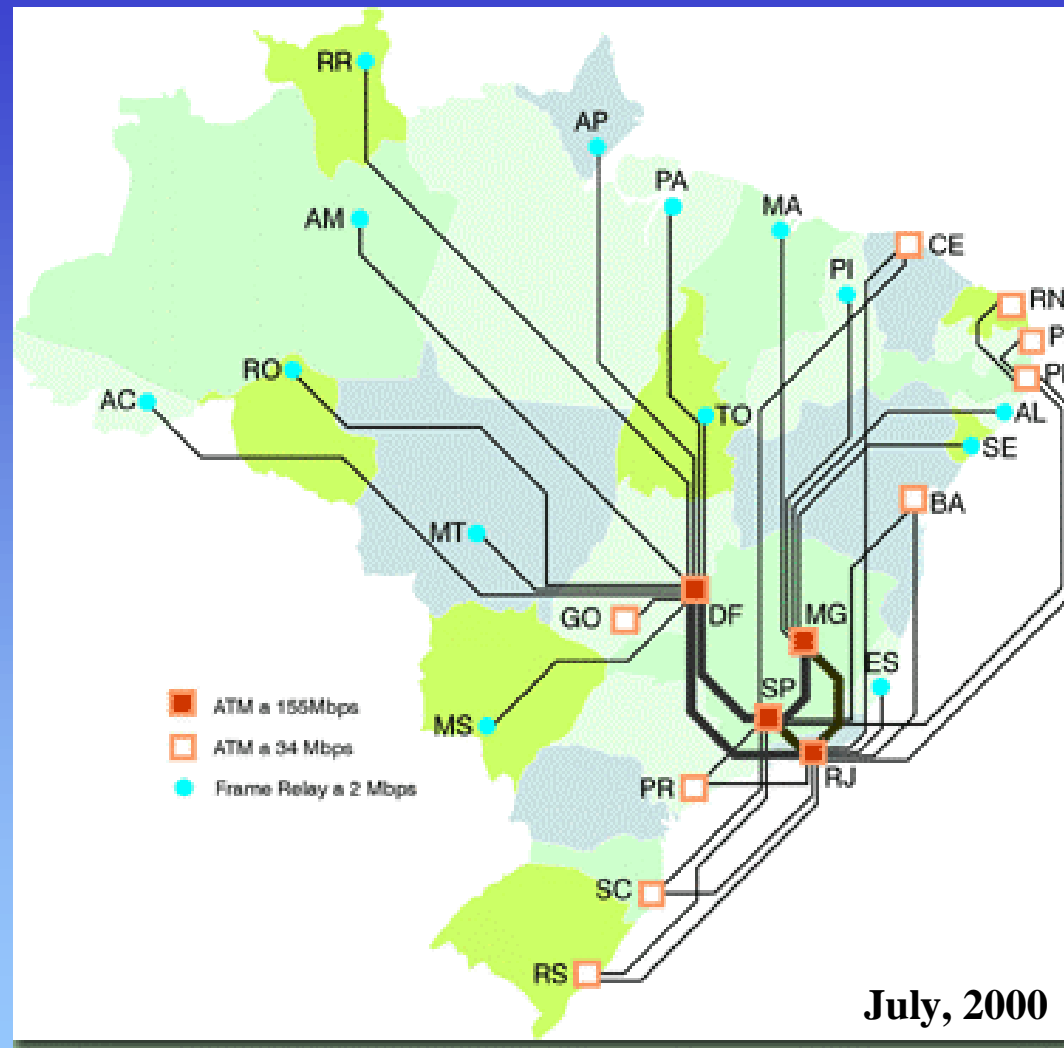 RR
AP
PA
AM
MA
CE
PI
RN
P
RO
AC
TO
AL
SE
BA
MT
GO
DF
MG
ES
SP
ATM a 155Mbps
MS
ATM a 34 Mbps
RJ
Frame Relay a 2 Mbps
PR
SC
RS
July, 2000